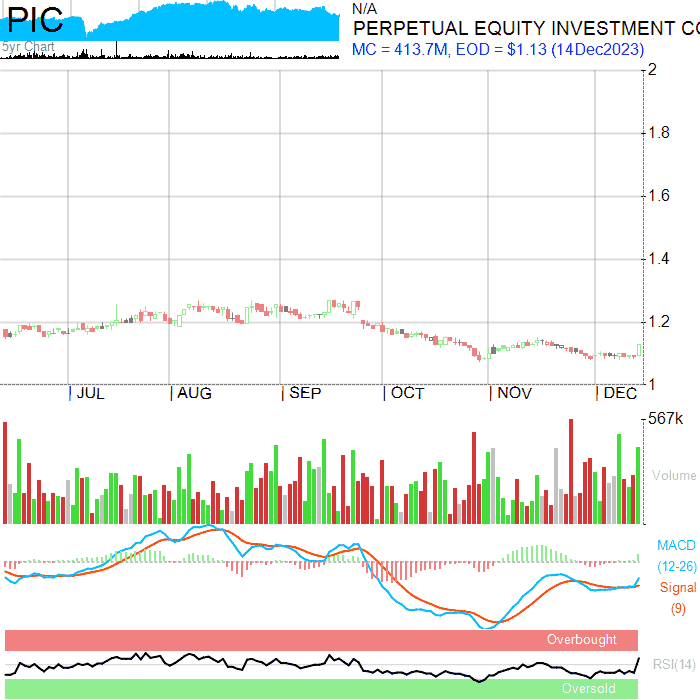 PIC
5yr Chart
N/A
PERPETUAL EQUITY INVESTMENT CO
MC = 413.7M, EOD = $1.13 (14Dec2023)
2
1.8
1.6
1.4
1.2
1
JUL AUG SEP OCT NOV DEC
567k
Volume
MACD
(12-26)
Signal
(9)
Overbought
RSI(14)
Oversold